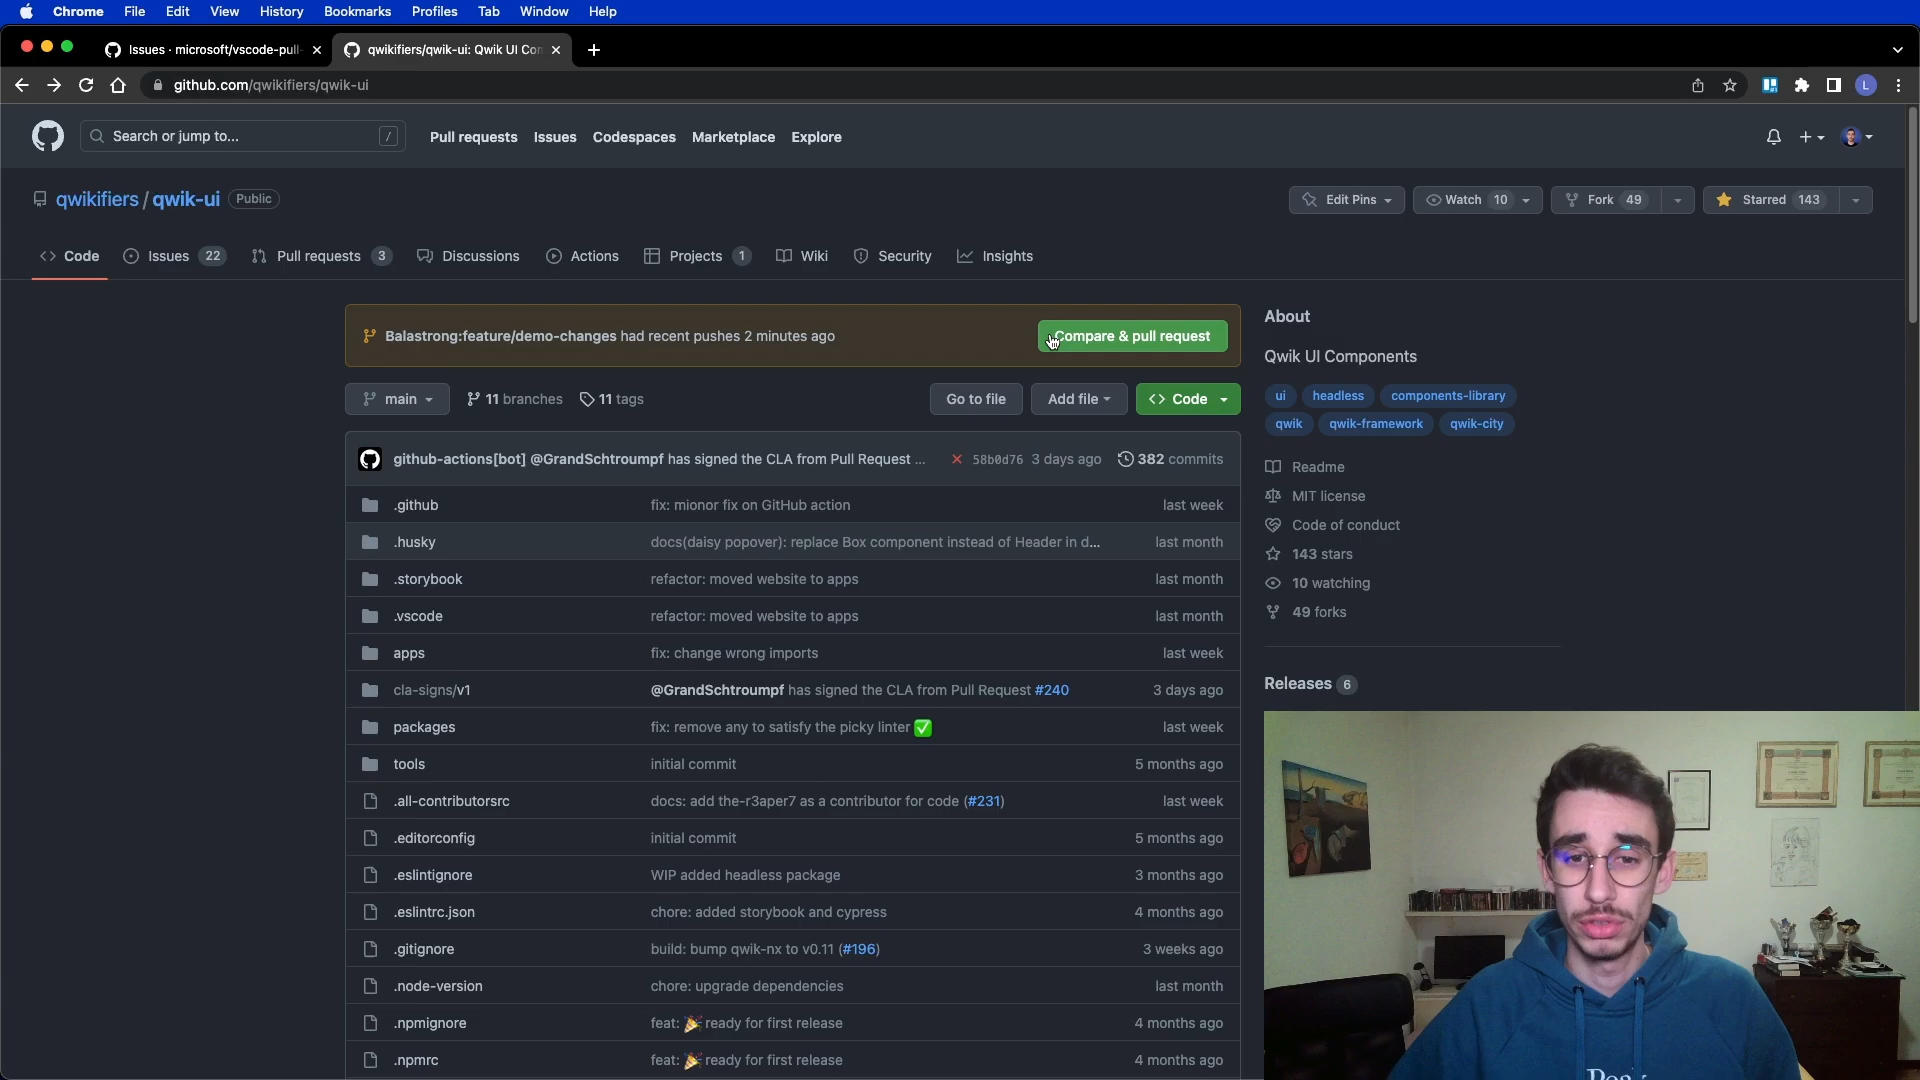 Chrome File Edit View History Bookmarks Profiles Tab Window Help
Issues · microsoft/vscode-pull-
qwikifiers/qwik-ui: Qwik UI Con
github.com/qwikifiers/qwik-ui
L
Search or jump to... /
Pull requests Issues Codespaces Marketplace Explore
qwikifiers / qwik-ui Public
Edit Pins Watch 10 Fork 49 Starred 143
Code Issues 22 Pull requests 3 Discussions Actions Projects 1 Wiki Security Insights
Balastrong:feature/demo-changes had recent pushes 2 minutes ago
Compare & pull request
main 11 branches 11 tags Go to file Add file Code
github-actions[bot] @GrandSchtroumpf has signed the CLA from Pull Request ... 58b0d76 3 days ago 382 commits
.github fix: mionor fix on GitHub action last week
.husky docs(daisy popover): replace Box component instead of Header in d... last month
.storybook refactor: moved website to apps last month
.vscode refactor: moved website to apps last month
apps fix: change wrong imports last week
cla-signs/v1 @GrandSchtroumpf has signed the CLA from Pull Request #240 3 days ago
packages fix: remove any to satisfy the picky linter ✅ last week
tools initial commit 5 months ago
.all-contributorsrc docs: add the-r3aper7 as a contributor for code (#231) last week
.editorconfig initial commit 5 months ago
.eslintignore WIP added headless package 3 months ago
.eslintrc.json chore: added storybook and cypress 4 months ago
.gitignore build: bump qwik-nx to v0.11 (#196) 3 weeks ago
.node-version chore: upgrade dependencies last month
.npmignore feat: 🎉 ready for first release 4 months ago
.npmrc feat: 🎉 ready for first release 4 months ago
About
Qwik UI Components
ui headless components-library
qwik qwik-framework qwik-city
Readme
MIT license
Code of conduct
143 stars
10 watching
49 forks
Releases 6